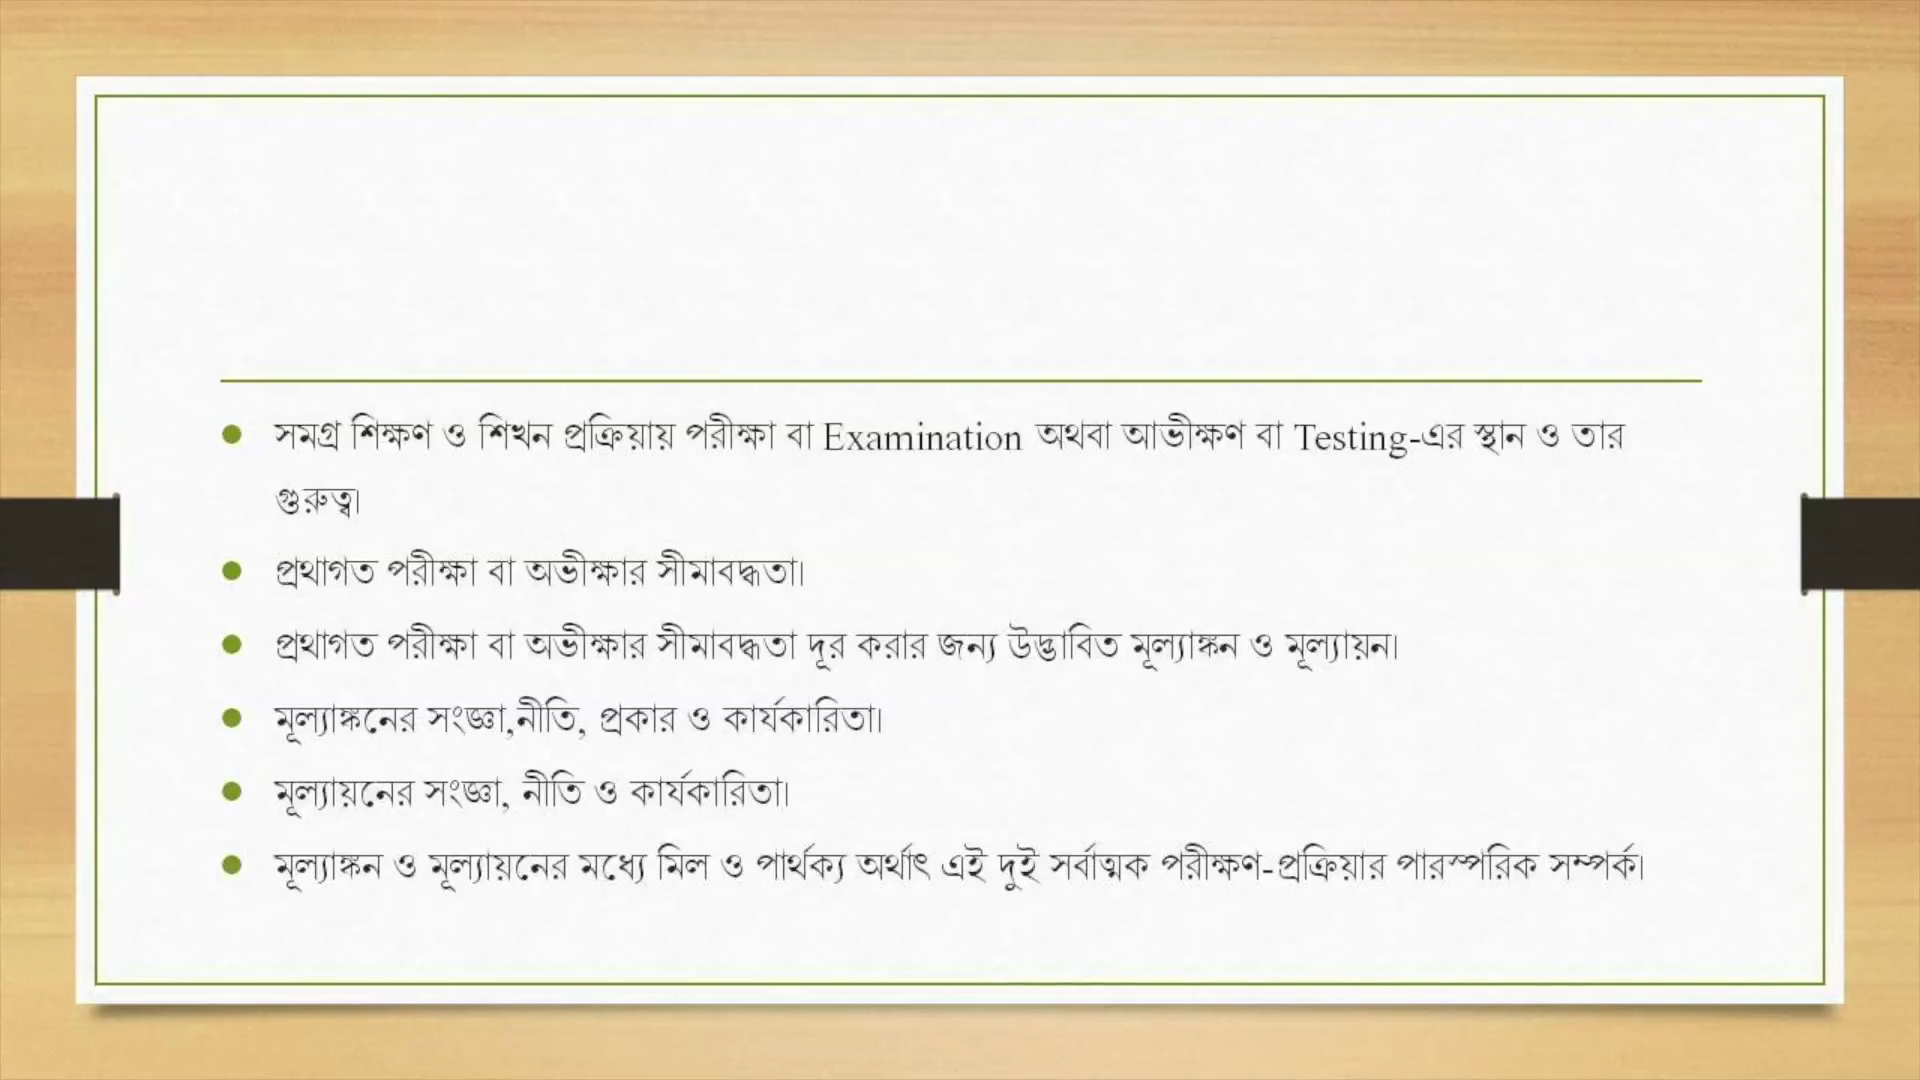 সমগ্র শিক্ষণ ও শিখন প্রক্রিয়ায় পরীক্ষা বা Examination অথবা আভীক্ষণ বা Testing-এর স্থান ও তার
গুরুত্ব।
প্রথাগত পরীক্ষা বা অভীক্ষার সীমাবদ্ধতা।
প্রথাগত পরীক্ষা বা অভীক্ষার সীমাবদ্ধতা দূর করার জন্য উদ্ভাবিত মূল্যাঙ্কন ও মূল্যায়ন।
মূল্যাঙ্কনের সংজ্ঞা,নীতি, প্রকার ও কার্যকারিতা।
মূল্যায়নের সংজ্ঞা, নীতি ও কার্যকারিতা।
মূল্যাঙ্কন ও মূল্যায়নের মধ্যে মিল ও পার্থক্য অর্থাৎ এই দুই সর্বাত্মক পরীক্ষণ-প্রক্রিয়ার পারস্পরিক সম্পর্ক।